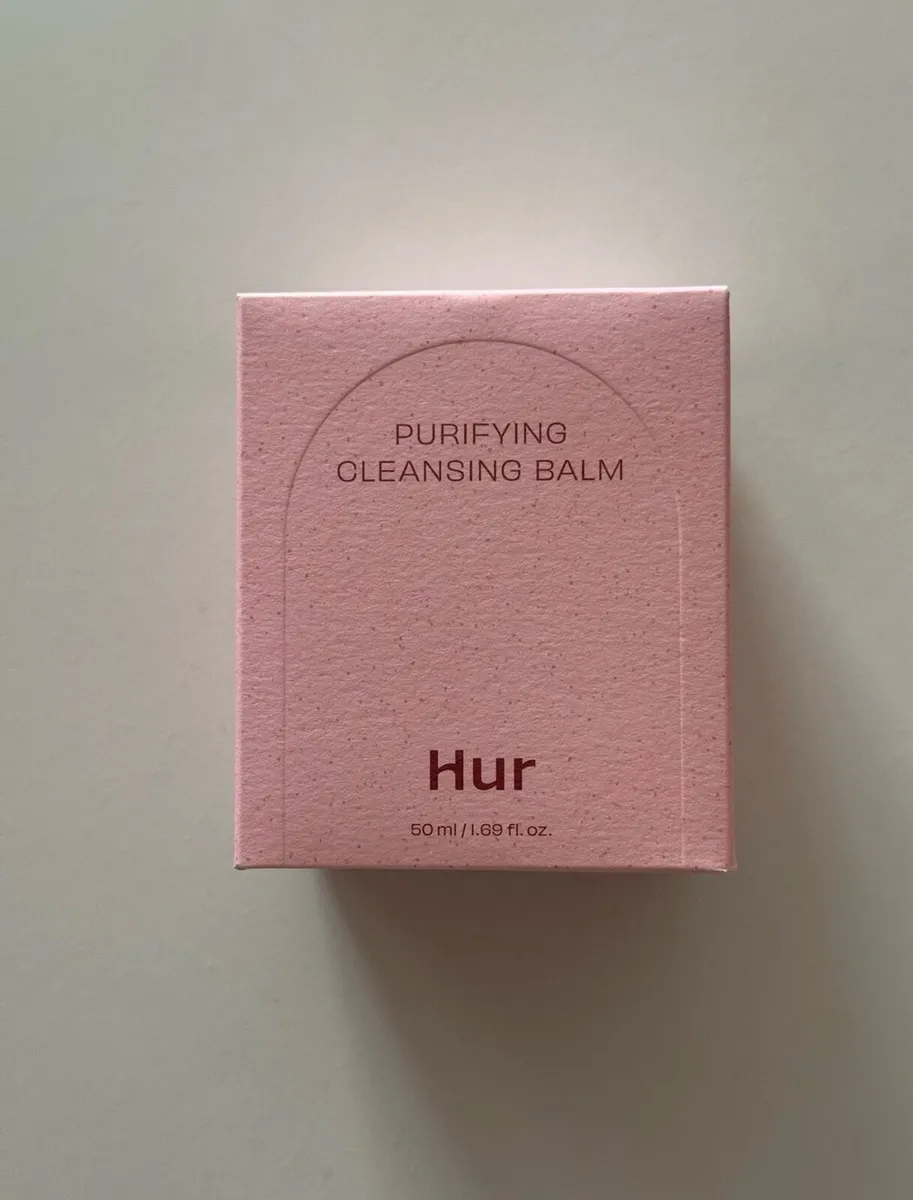 PURIFYING
CLEANSING BALM
Hur
50 ml / 1.69 fl. oz.